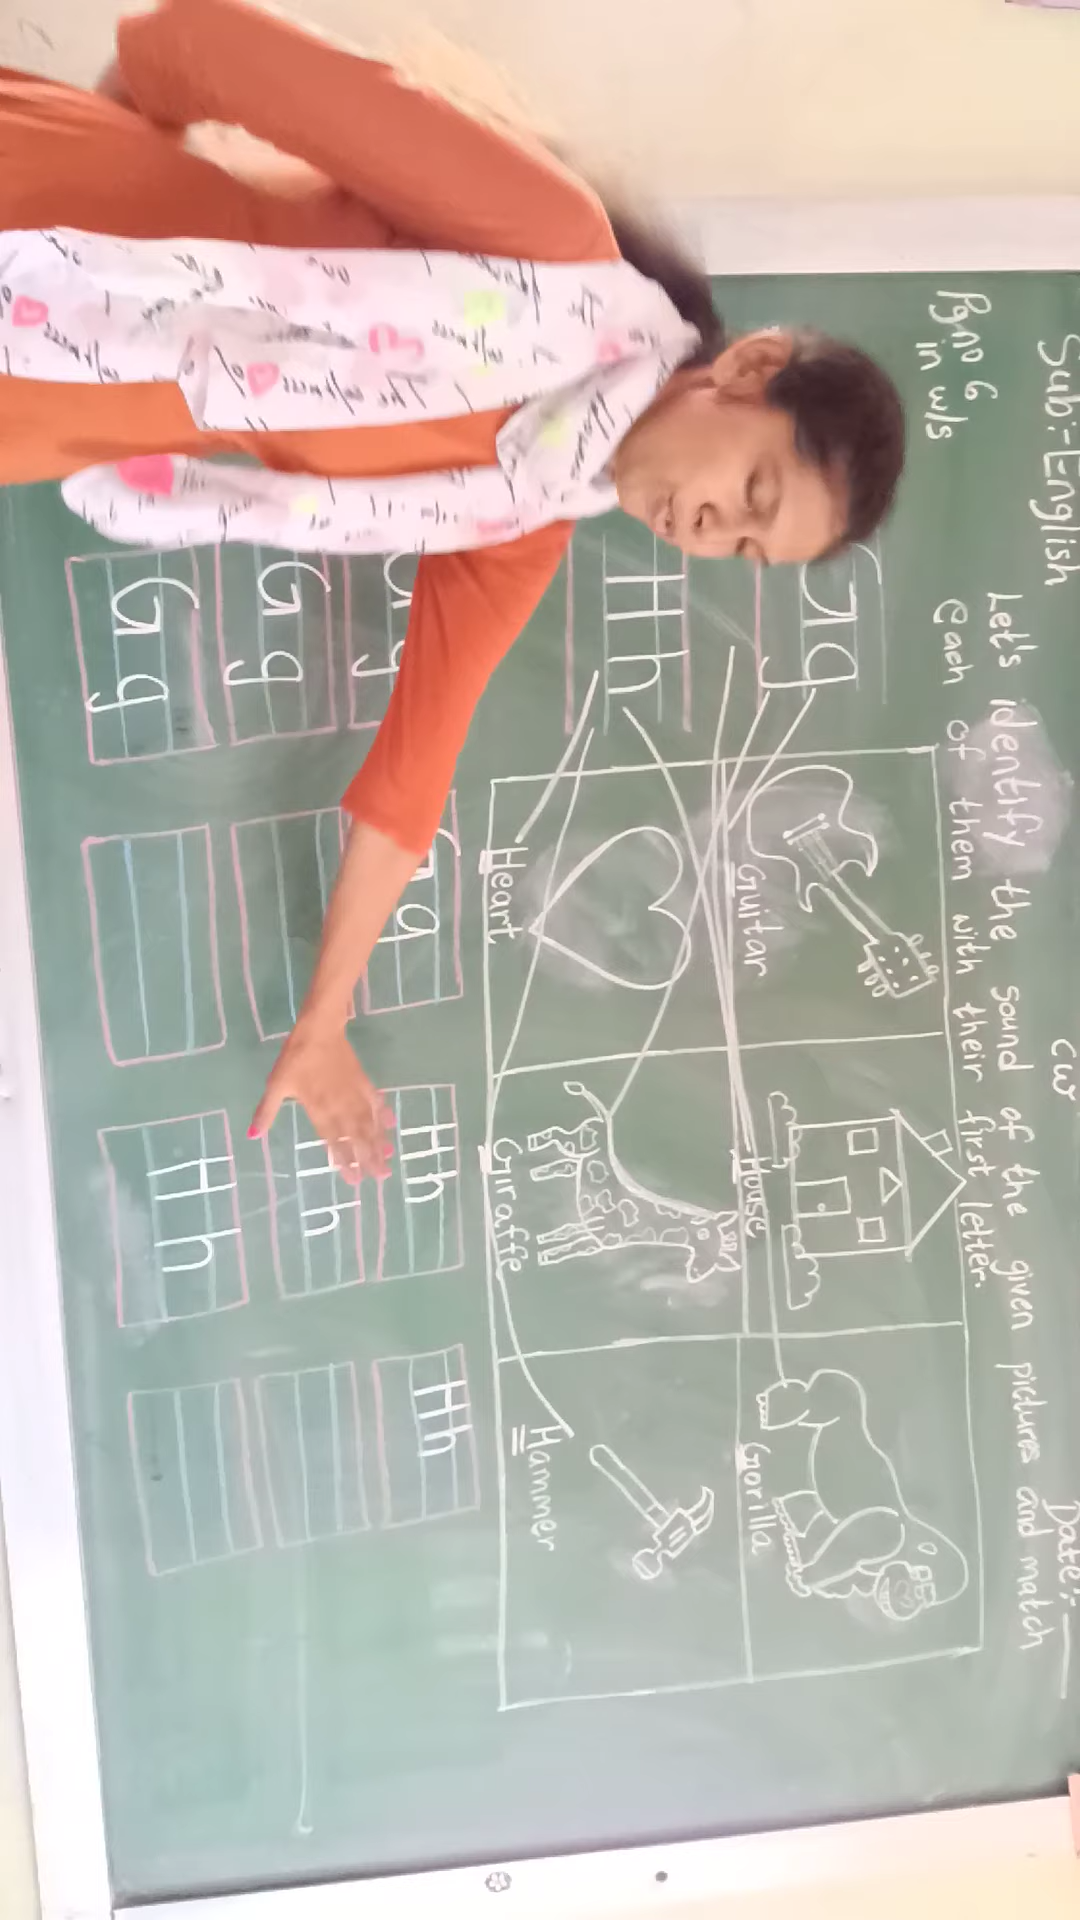 Sub:- English
CW
Date:-
Pg no 6
in w/s
Let's identify the sound of the given pictures and match
each of them with their first letter.
Gg
Guitar
House
Gorilla
Hh
Heart
Giraffe
Hammer
Gg Gg Hh Hh
Gg Hh
Gg Hh